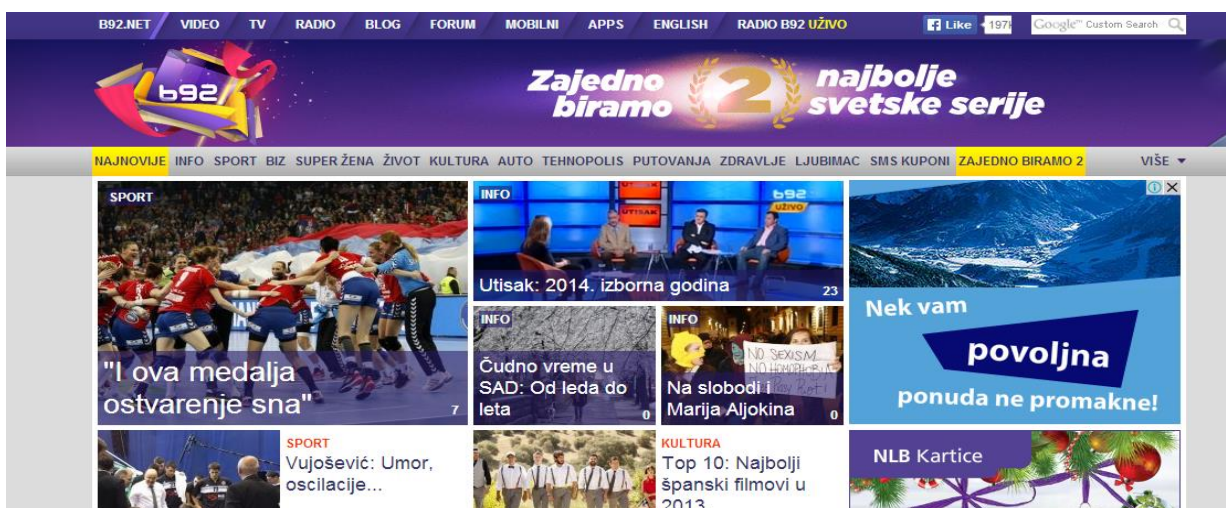 B92.NET VIDEO TV RADIO BLOG FORUM MOBILNI APPS ENGLISH RADIO B92 UŽIVO Like 197 Google™ Custom Search
b92
Zajedno biramo 2 najbolje svetske serije
NAJNOVIJE INFO SPORT BIZ SUPER ŽENA ŽIVOT KULTURA AUTO TEHNOPOLIS PUTOVANJA ZDRAVLJE LJUBIMAC SMS KUPONI ZAJEDNO BIRAMO 2 VIŠE
SPORT
"I ova medalja
ostvarenje sna"
7
INFO
b92
UŽIVO
UTISAK
Utisak: 2014. izborna godina
23
INFO
Čudno vreme u
SAD: Od leda do
leta
0
INFO
NO SEXISM
NO HOMOPHOBIA
Na slobodi i
Marija Aljokina
0
Nek vam
povoljna
ponuda ne promakne!
SPORT
Vujošević: Umor,
oscilacije...
KULTURA
Top 10: Najbolji
španski filmovi u
2013
NLB Kartice